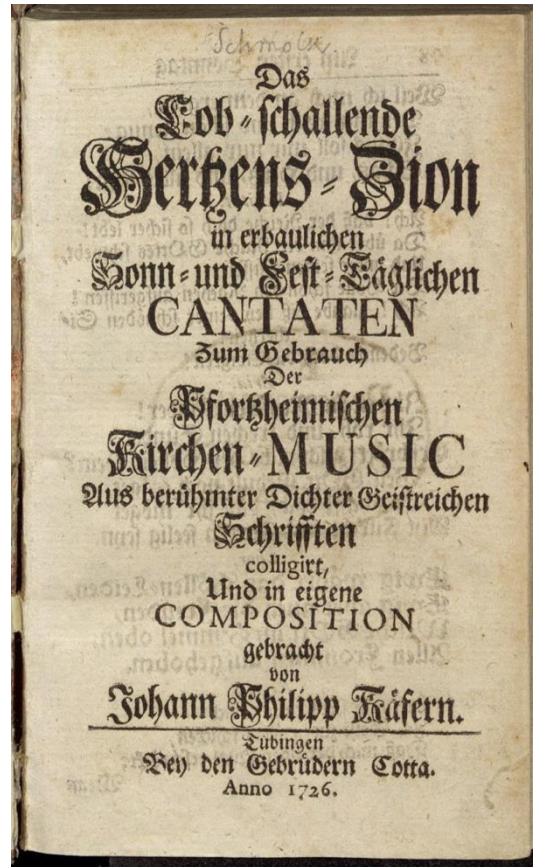 Schmolk
Das
Lob-schallende
Hertzens-Zion
in erbaulichen
Sonn- und Fest-Täglichen
CANTATEN
Zum Gebrauch
Der
Pfortzheimischen
Kirchen-MUSIC
Aus berühmter Dichter Geistreichen
Schrifften
colligirt,
Und in eigene
COMPOSITION
gebracht
von
Johann Philipp Käfern.
Tübingen
Bey den Gebrüdern Cotta.
Anno 1726.